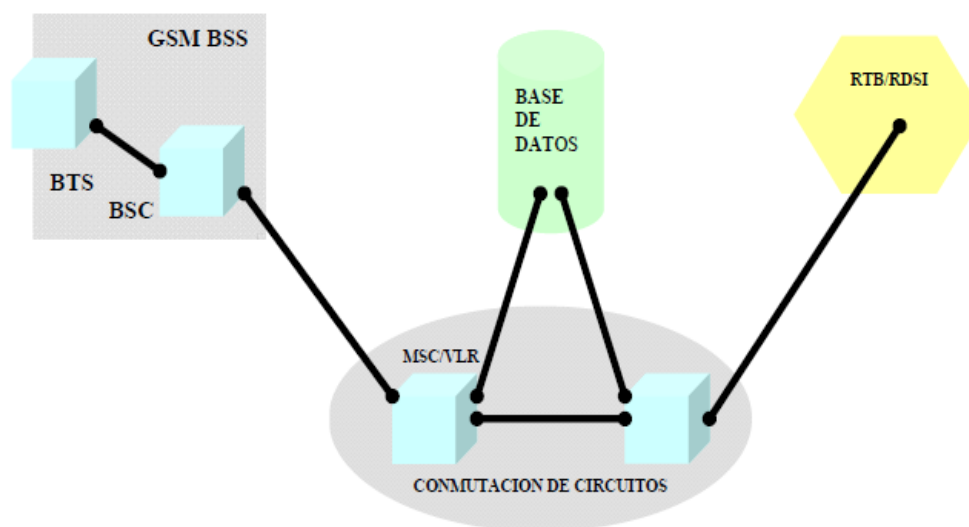 GSM BSS
BTS
BSC
BASE
DE
DATOS
RTB/RDSI
MSC/VLR
CONMUTACION DE CIRCUITOS